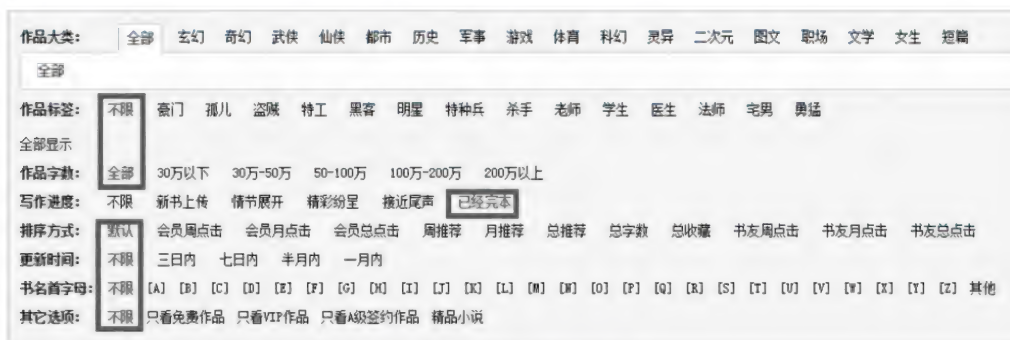 作品大类: 全部 玄幻 奇幻 武侠 仙侠 都市 历史 军事 游戏 体育 科幻 灵异 二次元 图文 职场 文学 女生 短篇
全部
作品标签: 不限 豪门 孤儿 盗贼 特工 黑客 明星 特种兵 杀手 老师 学生 医生 法师 宅男 勇猛
全部显示
作品字数: 全部 30万以下 30万-50万 50-100万 100万-200万 200万以上
写作进度: 不限 新书上传 情节展开 精彩纷呈 接近尾声 已经完本
排序方式: 默认 会员周点击 会员月点击 会员总点击 周推荐 月推荐 总推荐 总字数 总收藏 书友周点击 书友月点击 书友总点击
更新时间: 不限 三日内 七日内 半月内 一月内
书名首字母: 不限 [A] [B] [C] [D] [E] [F] [G] [H] [I] [J] [K] [L] [M] [N] [O] [P] [Q] [R] [S] [T] [U] [V] [W] [X] [Y] [Z] 其他
其它选项: 不限 只看免费作品 只看VIP作品 只看A级签约作品 精品小说